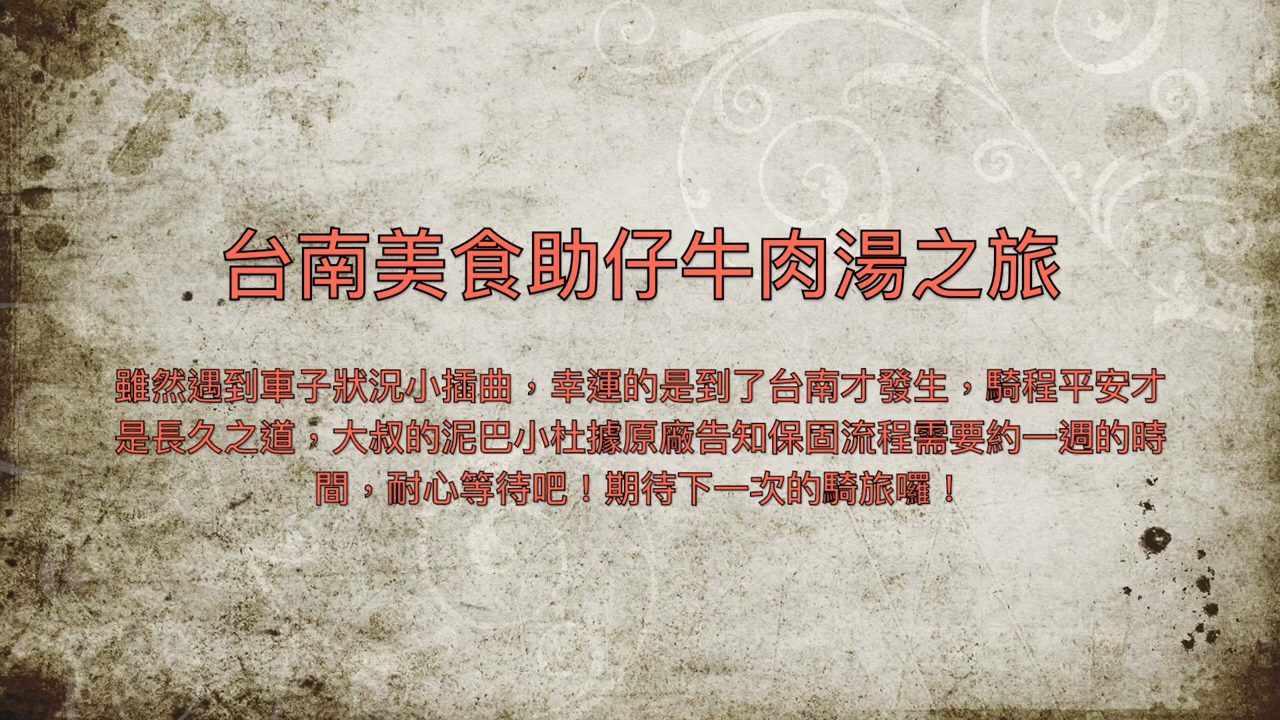 台南美食助仔牛肉湯之旅
雖然遇到車子狀況小插曲，幸運的是到了台南才發生，騎程平安才
是長久之道，大叔的泥巴小杜據原廠告知保固流程需要約一週的時
間，耐心等待吧！期待下一次的騎旅囉！